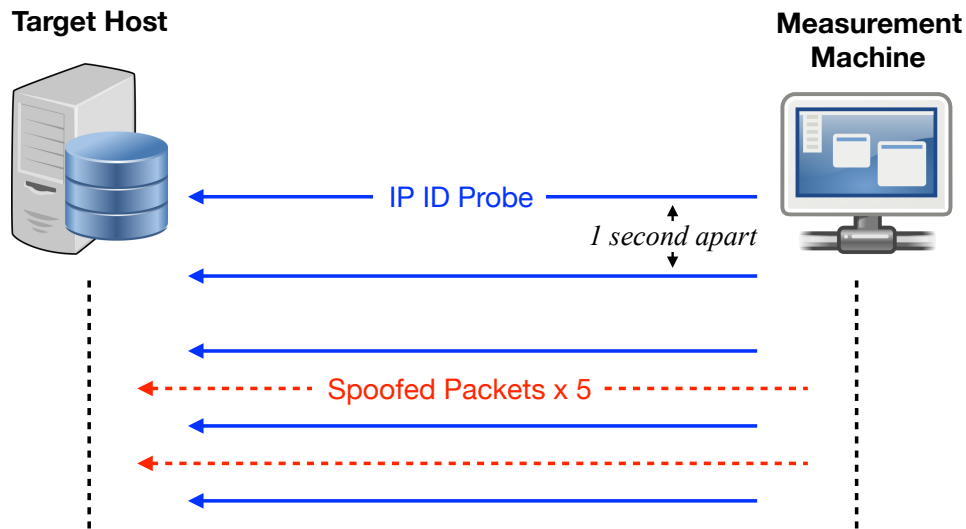 Target Host
Measurement
Machine
IP ID Probe
1 second apart
Spoofed Packets x 5